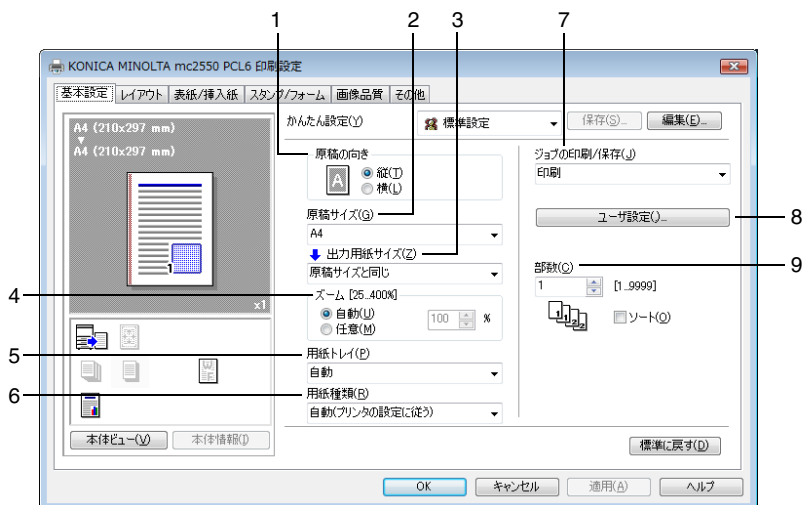 1 2 3 7
KONICA MINOLTA mc2550 PCL6 印刷設定
基本設定 レイアウト 表紙/挿入紙 スタンプ/フォーム 画像品質 その他
A4 (210x297 mm)
A4 (210x297 mm)
1
x1
本体ビュー(V) 本体情報(I)
かんたん設定(Y) 標準設定 保存(S)... 編集(E)...
原稿の向き
A
縦(T)
横(L)
原稿サイズ(G)
A4
出力用紙サイズ(Z)
原稿サイズと同じ
4
ズーム [25...400%]
自動(U)
任意(M)
100 %
5
用紙トレイ(P)
自動
6
用紙種類(R)
自動(プリンタの設定に従う)
ジョブの印刷/保存(J)
印刷
ユーザ設定()...
8
部数(C)
9
1 [1...9999]
1 1 2 2
ソート(O)
標準に戻す(D)
OK キャンセル 適用(A) ヘルプ